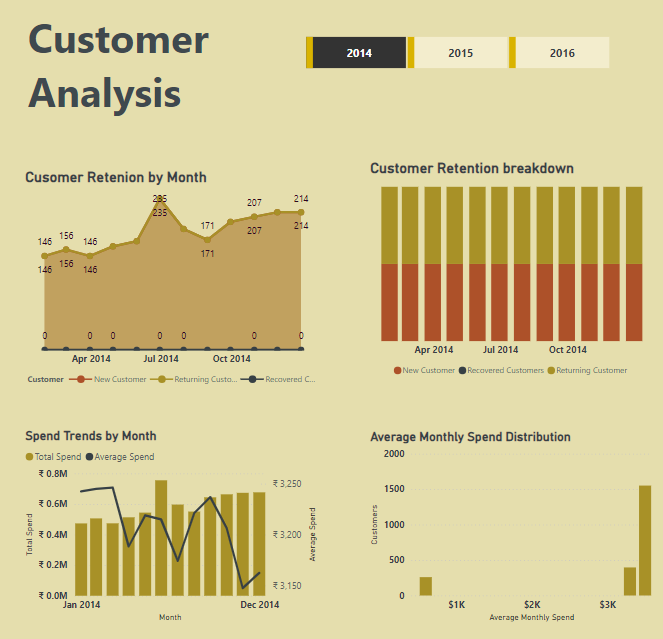 Customer
Analysis
2014
2015
2016
Cusomer Retenion by Month
235
235
146
156
146
171
207
214
146
156
146
171
207
214
0
0
0
0
0
0
Apr 2014
Jul 2014
Oct 2014
Customer
New Customer
Returning Custo...
Recovered C...
Customer Retention breakdown
Apr 2014
Jul 2014
Oct 2014
New Customer
Recovered Customers
Returning Customer
Spend Trends by Month
Total Spend
Average Spend
₹ 0.8M
₹ 0.6M
₹ 0.4M
₹ 0.2M
₹ 0.0M
Total Spend
₹ 3,250
₹ 3,200
₹ 3,150
Average Spend
Jan 2014
Dec 2014
Month
Average Monthly Spend Distribution
2000
1500
1000
500
0
Customers
$1K
$2K
$3K
Average Monthly Spend